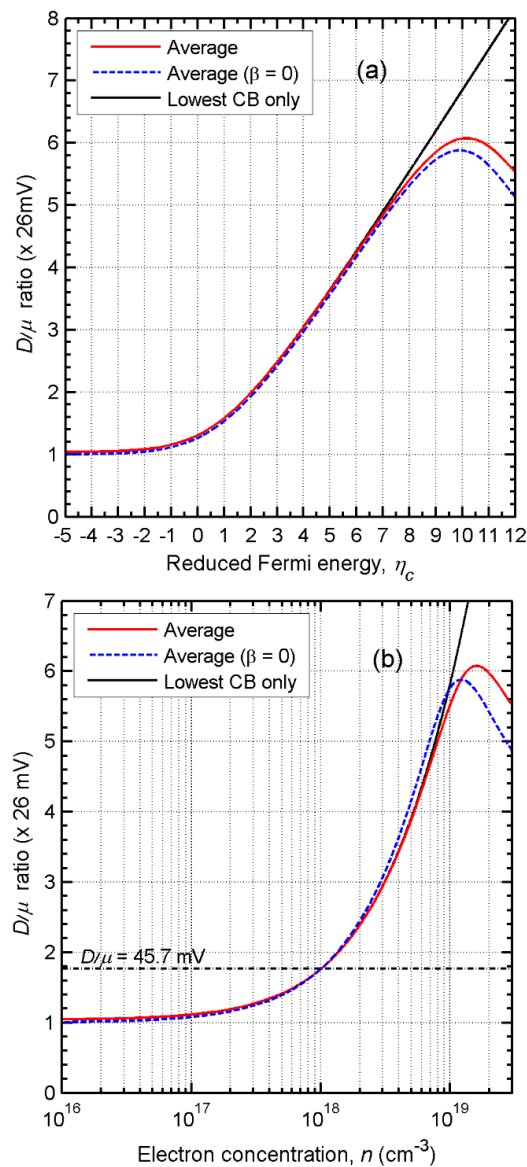 8
7
6
5
4
3
2
1
0
D/μ ratio (x 26mV)
Average
Average (β = 0)
Lowest CB only
(a)
-5 -4 -3 -2 -1 0 1 2 3 4 5 6 7 8 9 10 11 12
Reduced Fermi energy, η_c
7
6
5
4
3
2
1
0
D/μ ratio (x 26 mV)
Average
Average (β = 0)
Lowest CB only
(b)
D/μ = 45.7 mV
10^16 10^17 10^18 10^19
Electron concentration, n (cm^-3)